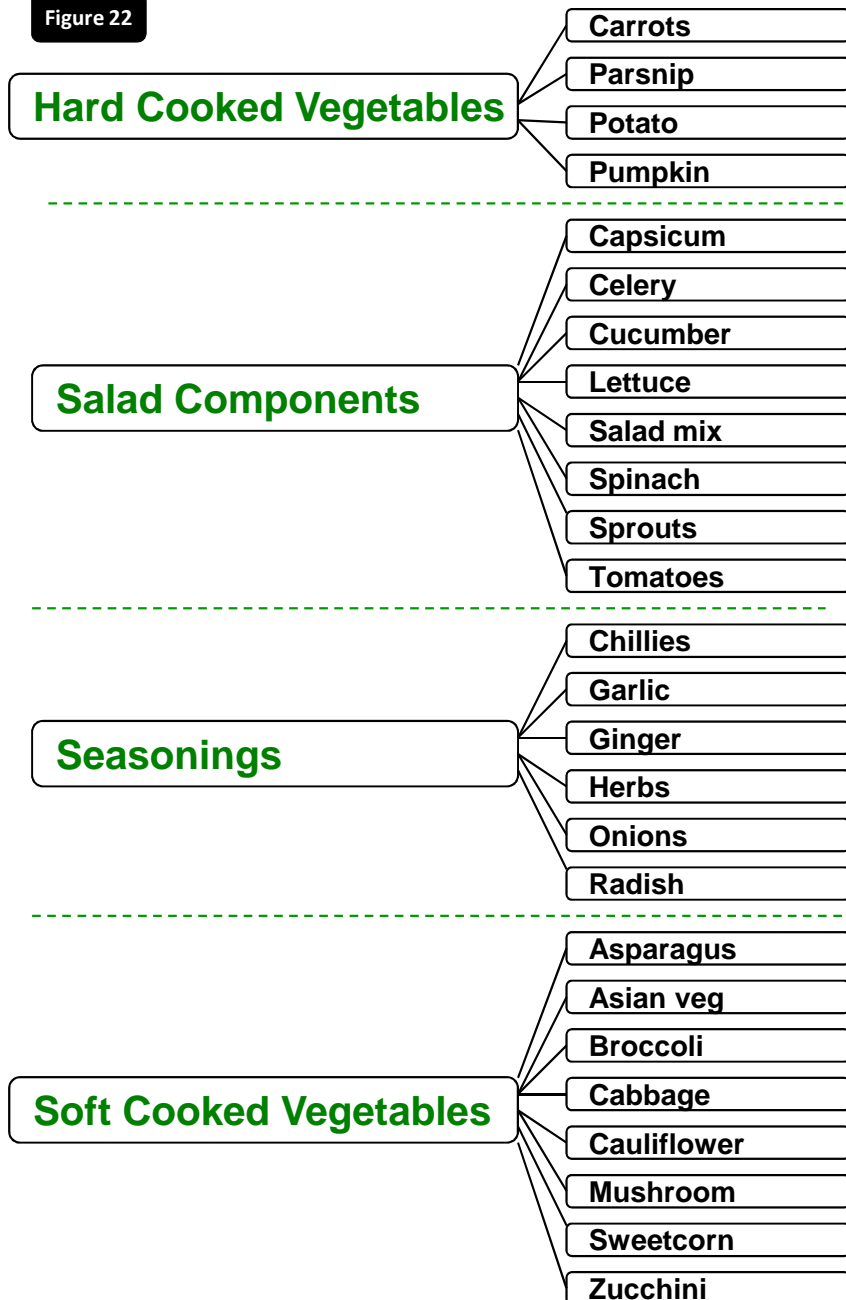 Figure 22
Hard Cooked Vegetables
Carrots
Parsnip
Potato
Pumpkin
Salad Components
Capsicum
Celery
Cucumber
Lettuce
Salad mix
Spinach
Sprouts
Tomatoes
Seasonings
Chillies
Garlic
Ginger
Herbs
Onions
Radish
Soft Cooked Vegetables
Asparagus
Asian veg
Broccoli
Cabbage
Cauliflower
Mushroom
Sweetcorn
Zucchini